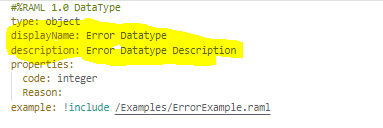 #%RAML 1.0 DataType
type: object
displayName: Error Datatype
description: Error Datatype Description
properties:
  code: integer
  Reason:
example: !include /Examples/ErrorExample.raml